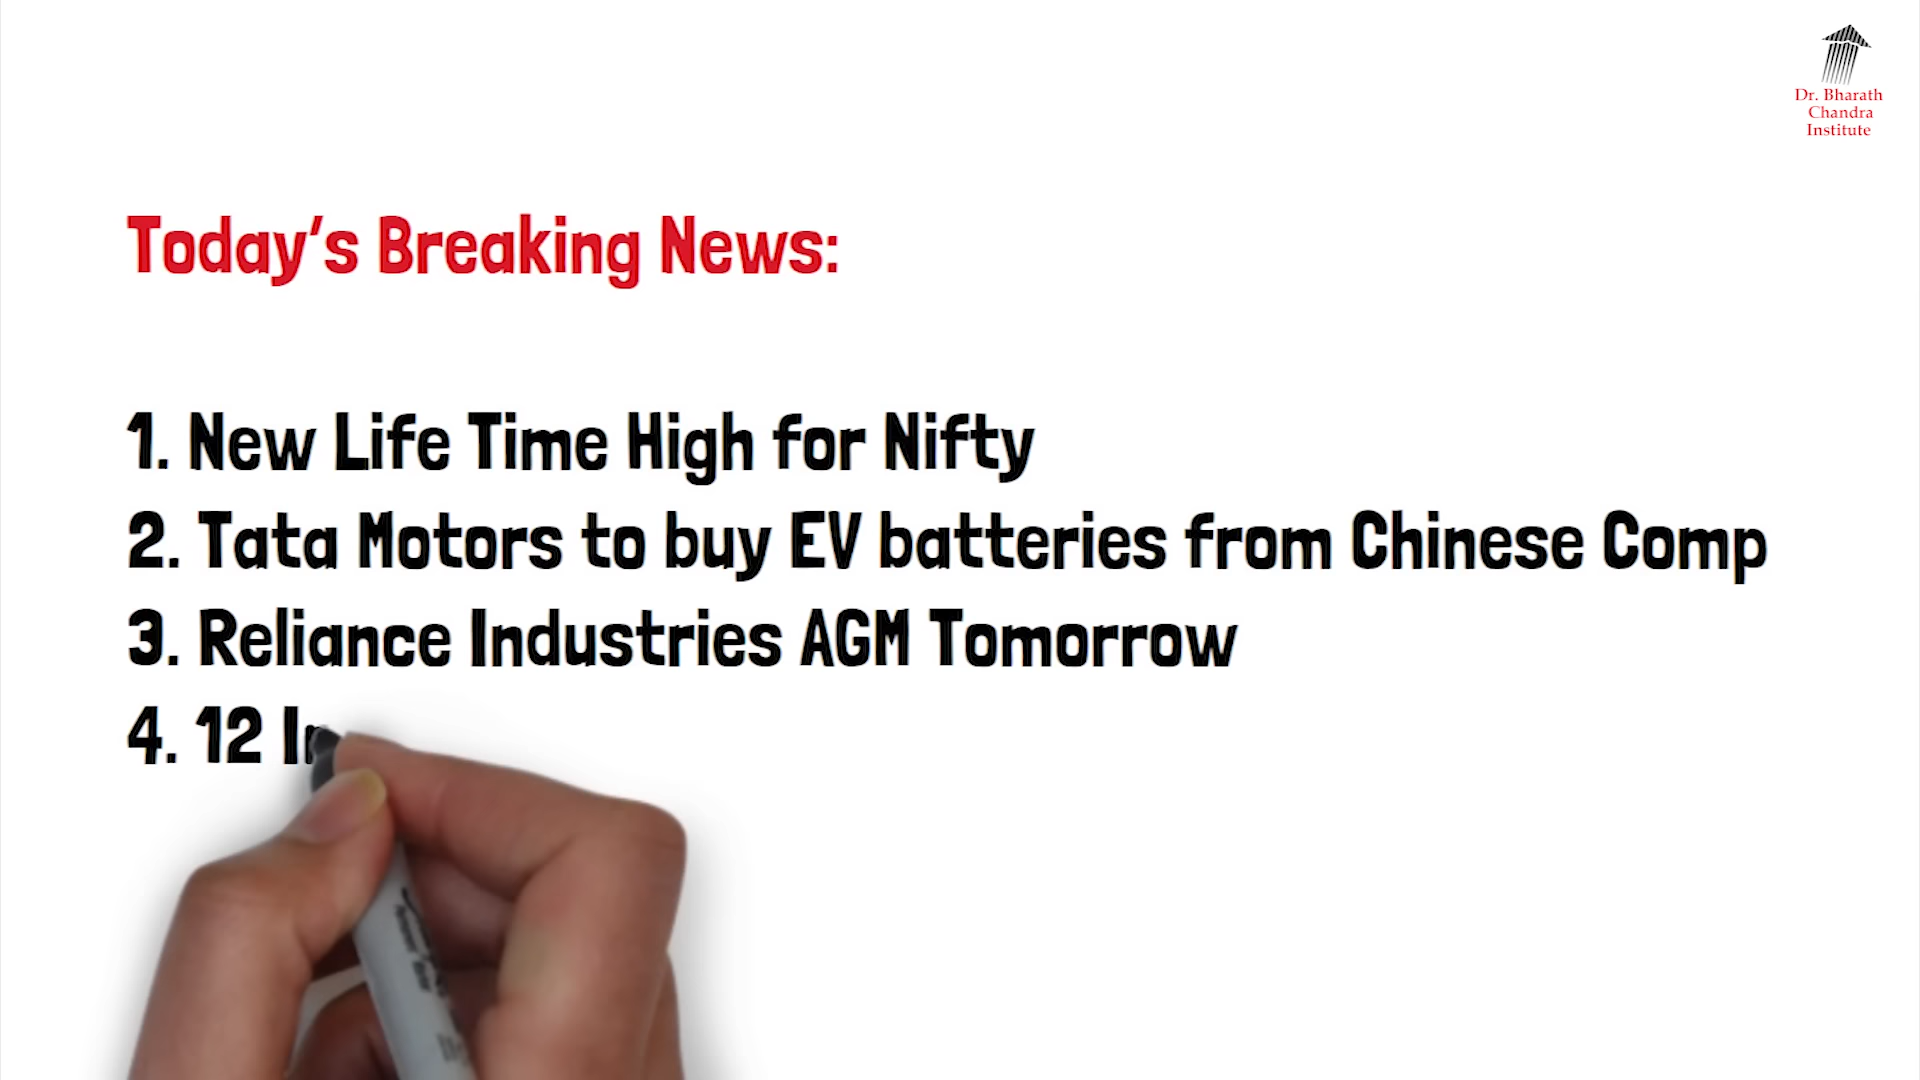 Dr. Bharath
Chandra
Institute
Today's Breaking News:
1. New Life Time High for Nifty
2. Tata Motors to buy EV batteries from Chinese Comp
3. Reliance Industries AGM Tomorrow
4. 12